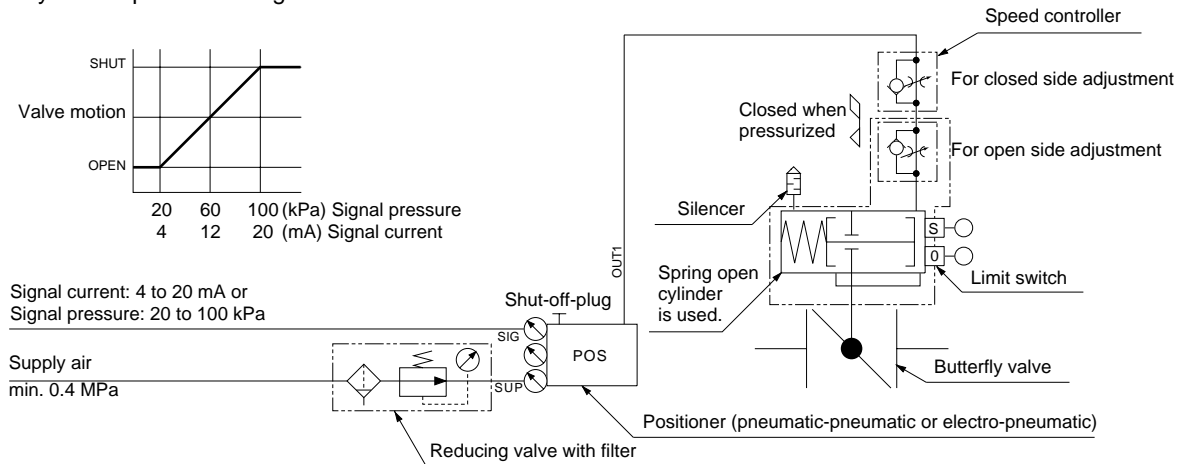 Speed controller
SHUT
For closed side adjustment
Valve motion
Closed when
pressurized
For open side adjustment
OPEN
20 60 100 (kPa) Signal pressure
4 12 20 (mA) Signal current
Silencer
S
0
OUT1
Limit switch
Spring open
cylinder
is used.
Signal current: 4 to 20 mA or
Signal pressure: 20 to 100 kPa
Shut-off-plug
SIG
POS
Supply air
min. 0.4 MPa
SUP
Butterfly valve
Positioner (pneumatic-pneumatic or electro-pneumatic)
Reducing valve with filter